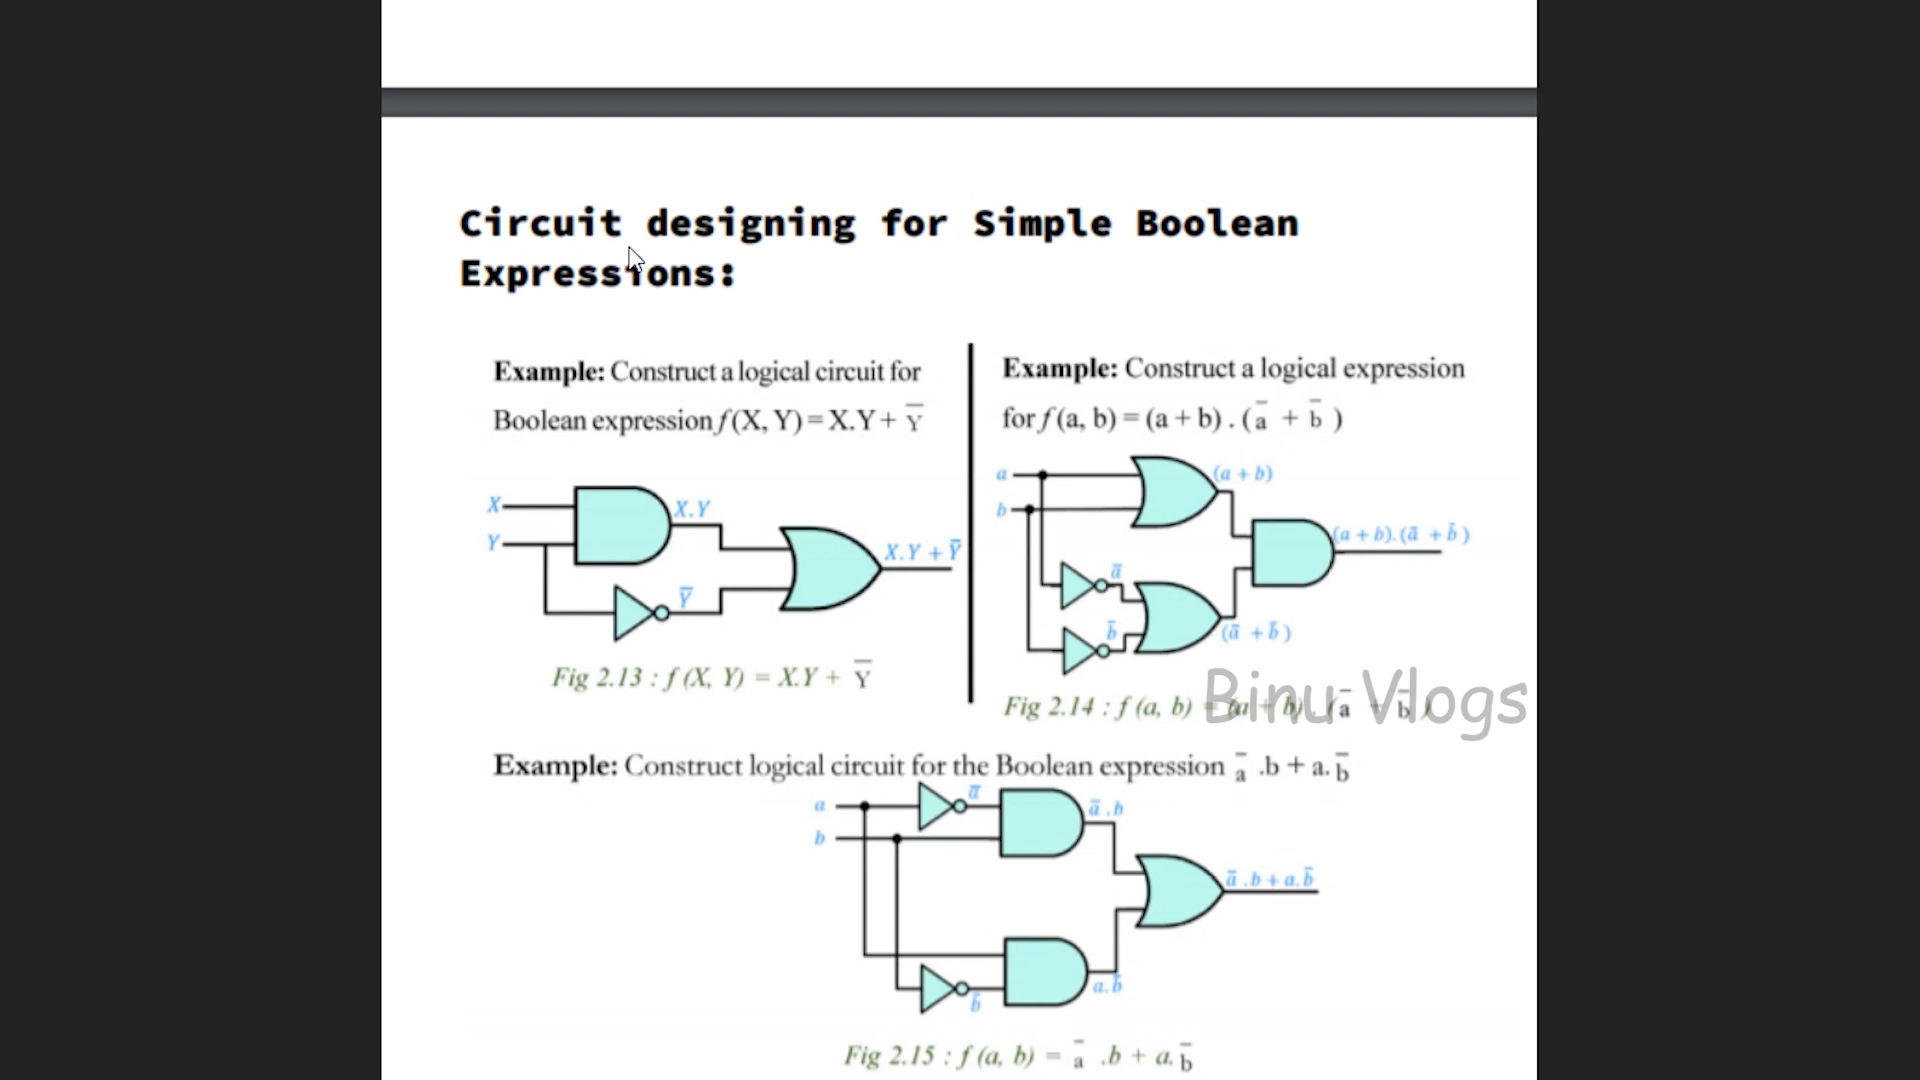 Circuit designing for Simple Boolean
Expressions:
Example: Construct a logical circuit for
Boolean expression f(X, Y)=X.Y+ Y̅
X
Y
X.Y
Y̅
X.Y + Y̅
Fig 2.13 : f (X, Y) = X.Y + Y̅
Example: Construct a logical expression
for f (a, b) = (a + b) . ( a̅ + b̅ )
a
b
(a + b)
a̅
b̅
(a̅ + b̅ )
(a + b).(a̅ + b̅ )
Fig 2.14 : f (a, b) = (a + b) . ( a̅ + b̅ )
Binu Vlogs
Example: Construct logical circuit for the Boolean expression a̅ .b + a. b̅
a
b
a̅
a̅ .b
b̅
a.b̅
a̅ .b + a.b̅
Fig 2.15 : f (a, b) = a̅ .b + a. b̅